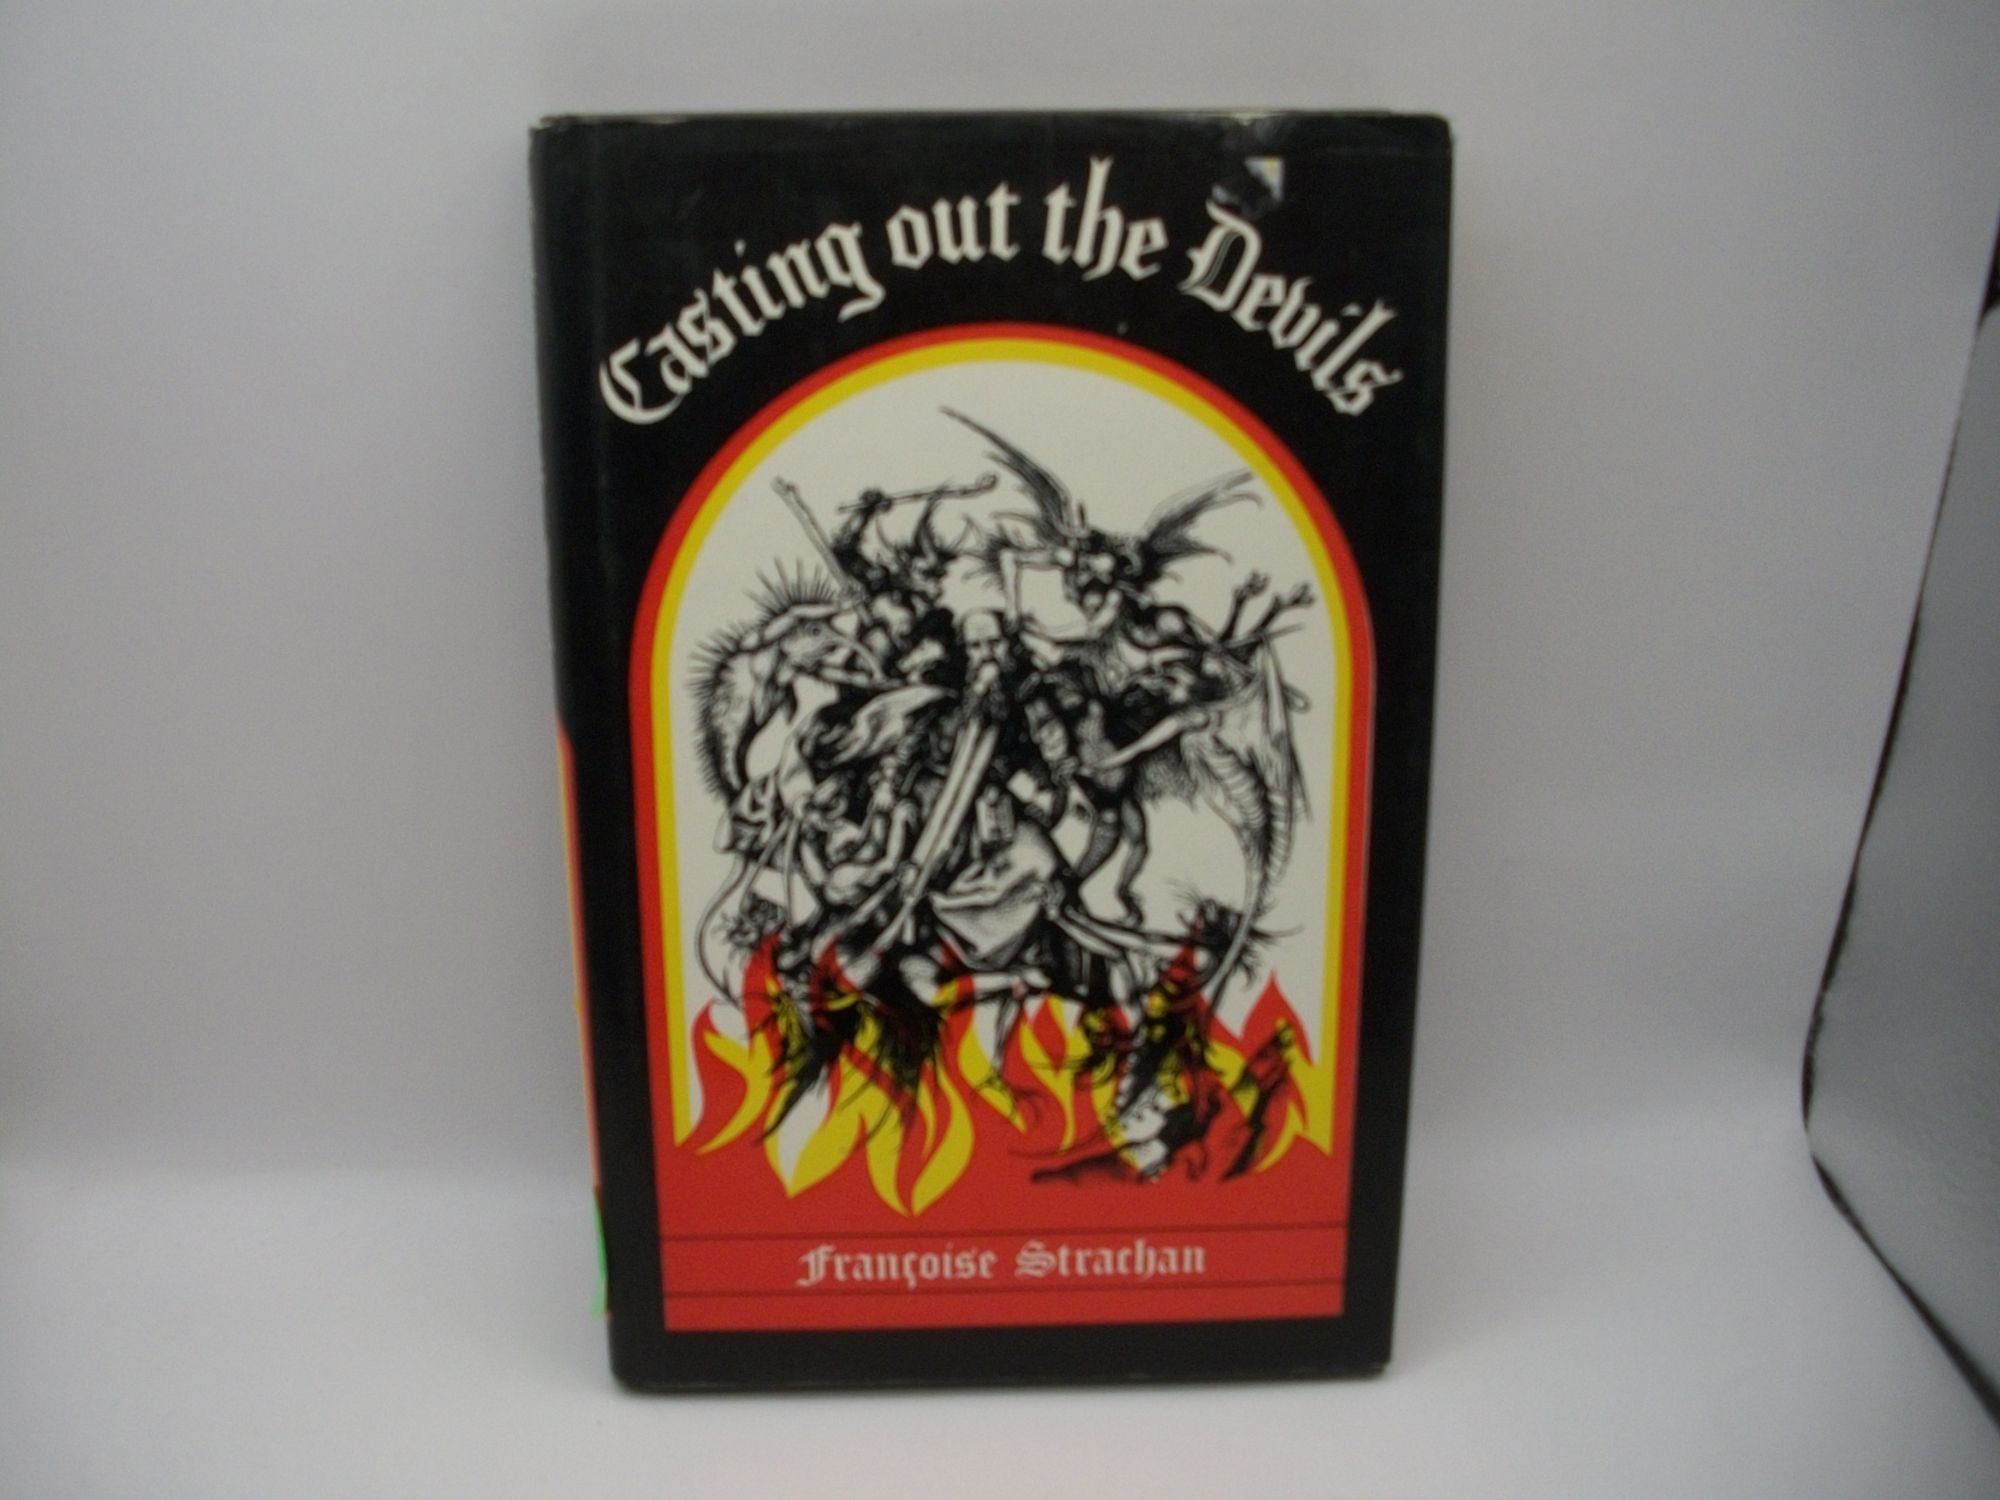 Casting out the Devils
Françoise Strachan